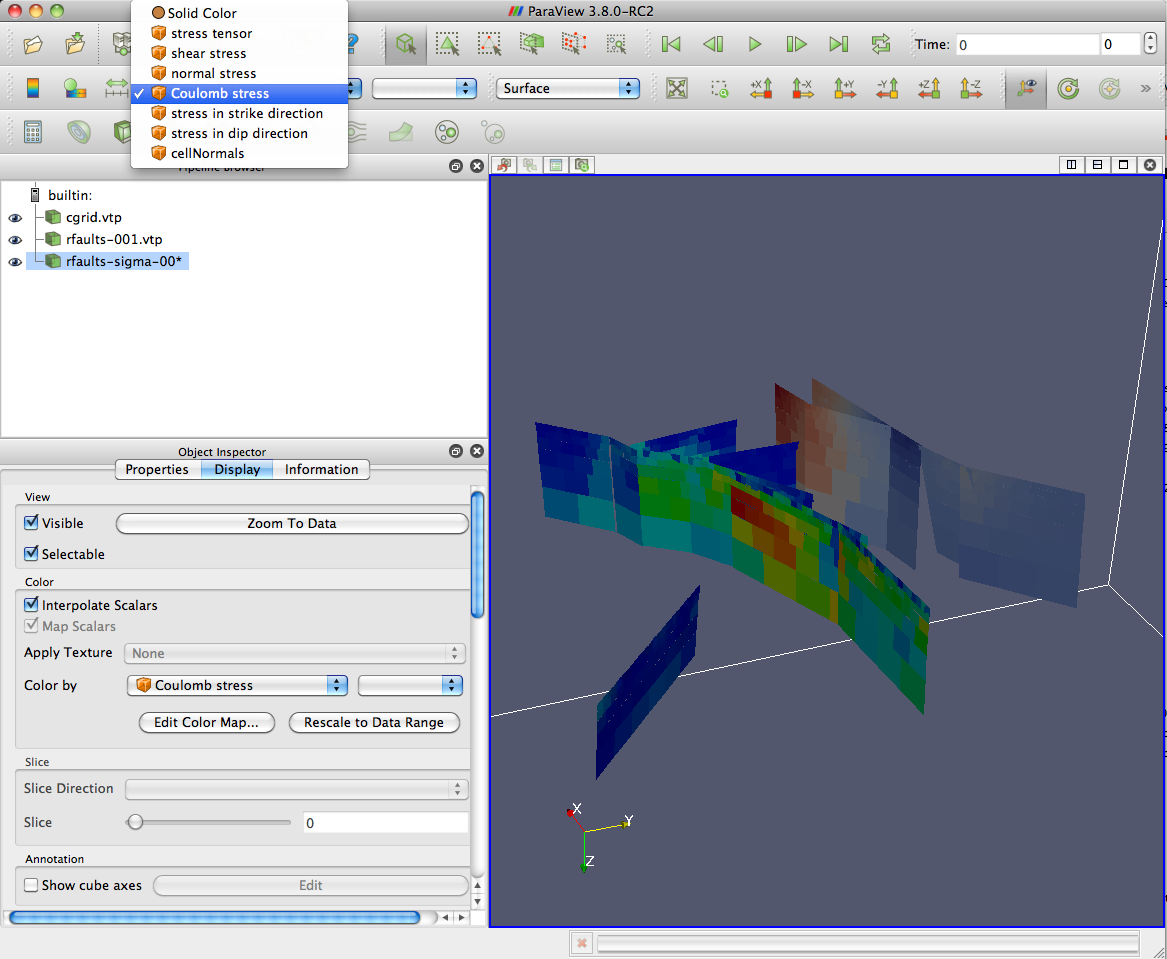 ParaView 3.8.0-RC2
Solid Color
stress tensor
shear stress
normal stress
Coulomb stress
stress in strike direction
stress in dip direction
cellNormals
Time: 0 0
Surface
+X -X +Y -Y +Z -Z
Pipeline Browser
builtin:
cgrid.vtp
rfaults-001.vtp
rfaults-sigma-00*
Object Inspector
Properties Display Information
View
Visible Zoom To Data
Selectable
Color
Interpolate Scalars
Map Scalars
Apply Texture None
Color by Coulomb stress
Edit Color Map... Rescale to Data Range
Slice
Slice Direction
Slice 0
Annotation
Show cube axes Edit
X
Y
Z